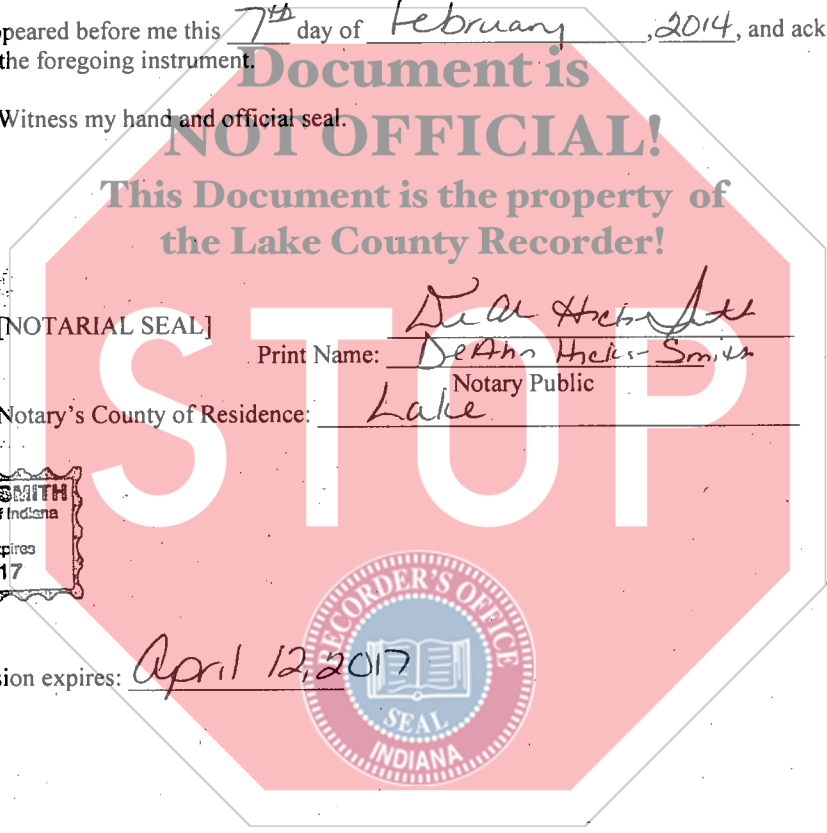 peared before me this 7th day of February, 2014, and ack
the foregoing instrument.
Document is
Witness my hand and official seal.
NOT OFFICIAL!
This Document is the property of
the Lake County Recorder!
[NOTARIAL SEAL]
Print Name: DeAnn Hicks-Smith
Notary Public
Notary's County of Residence: Lake
STOP
SMITH
Indiana
pires
17
RECORDER'S OFFICE
sion expires: April 12, 2017
SEAL
INDIANA